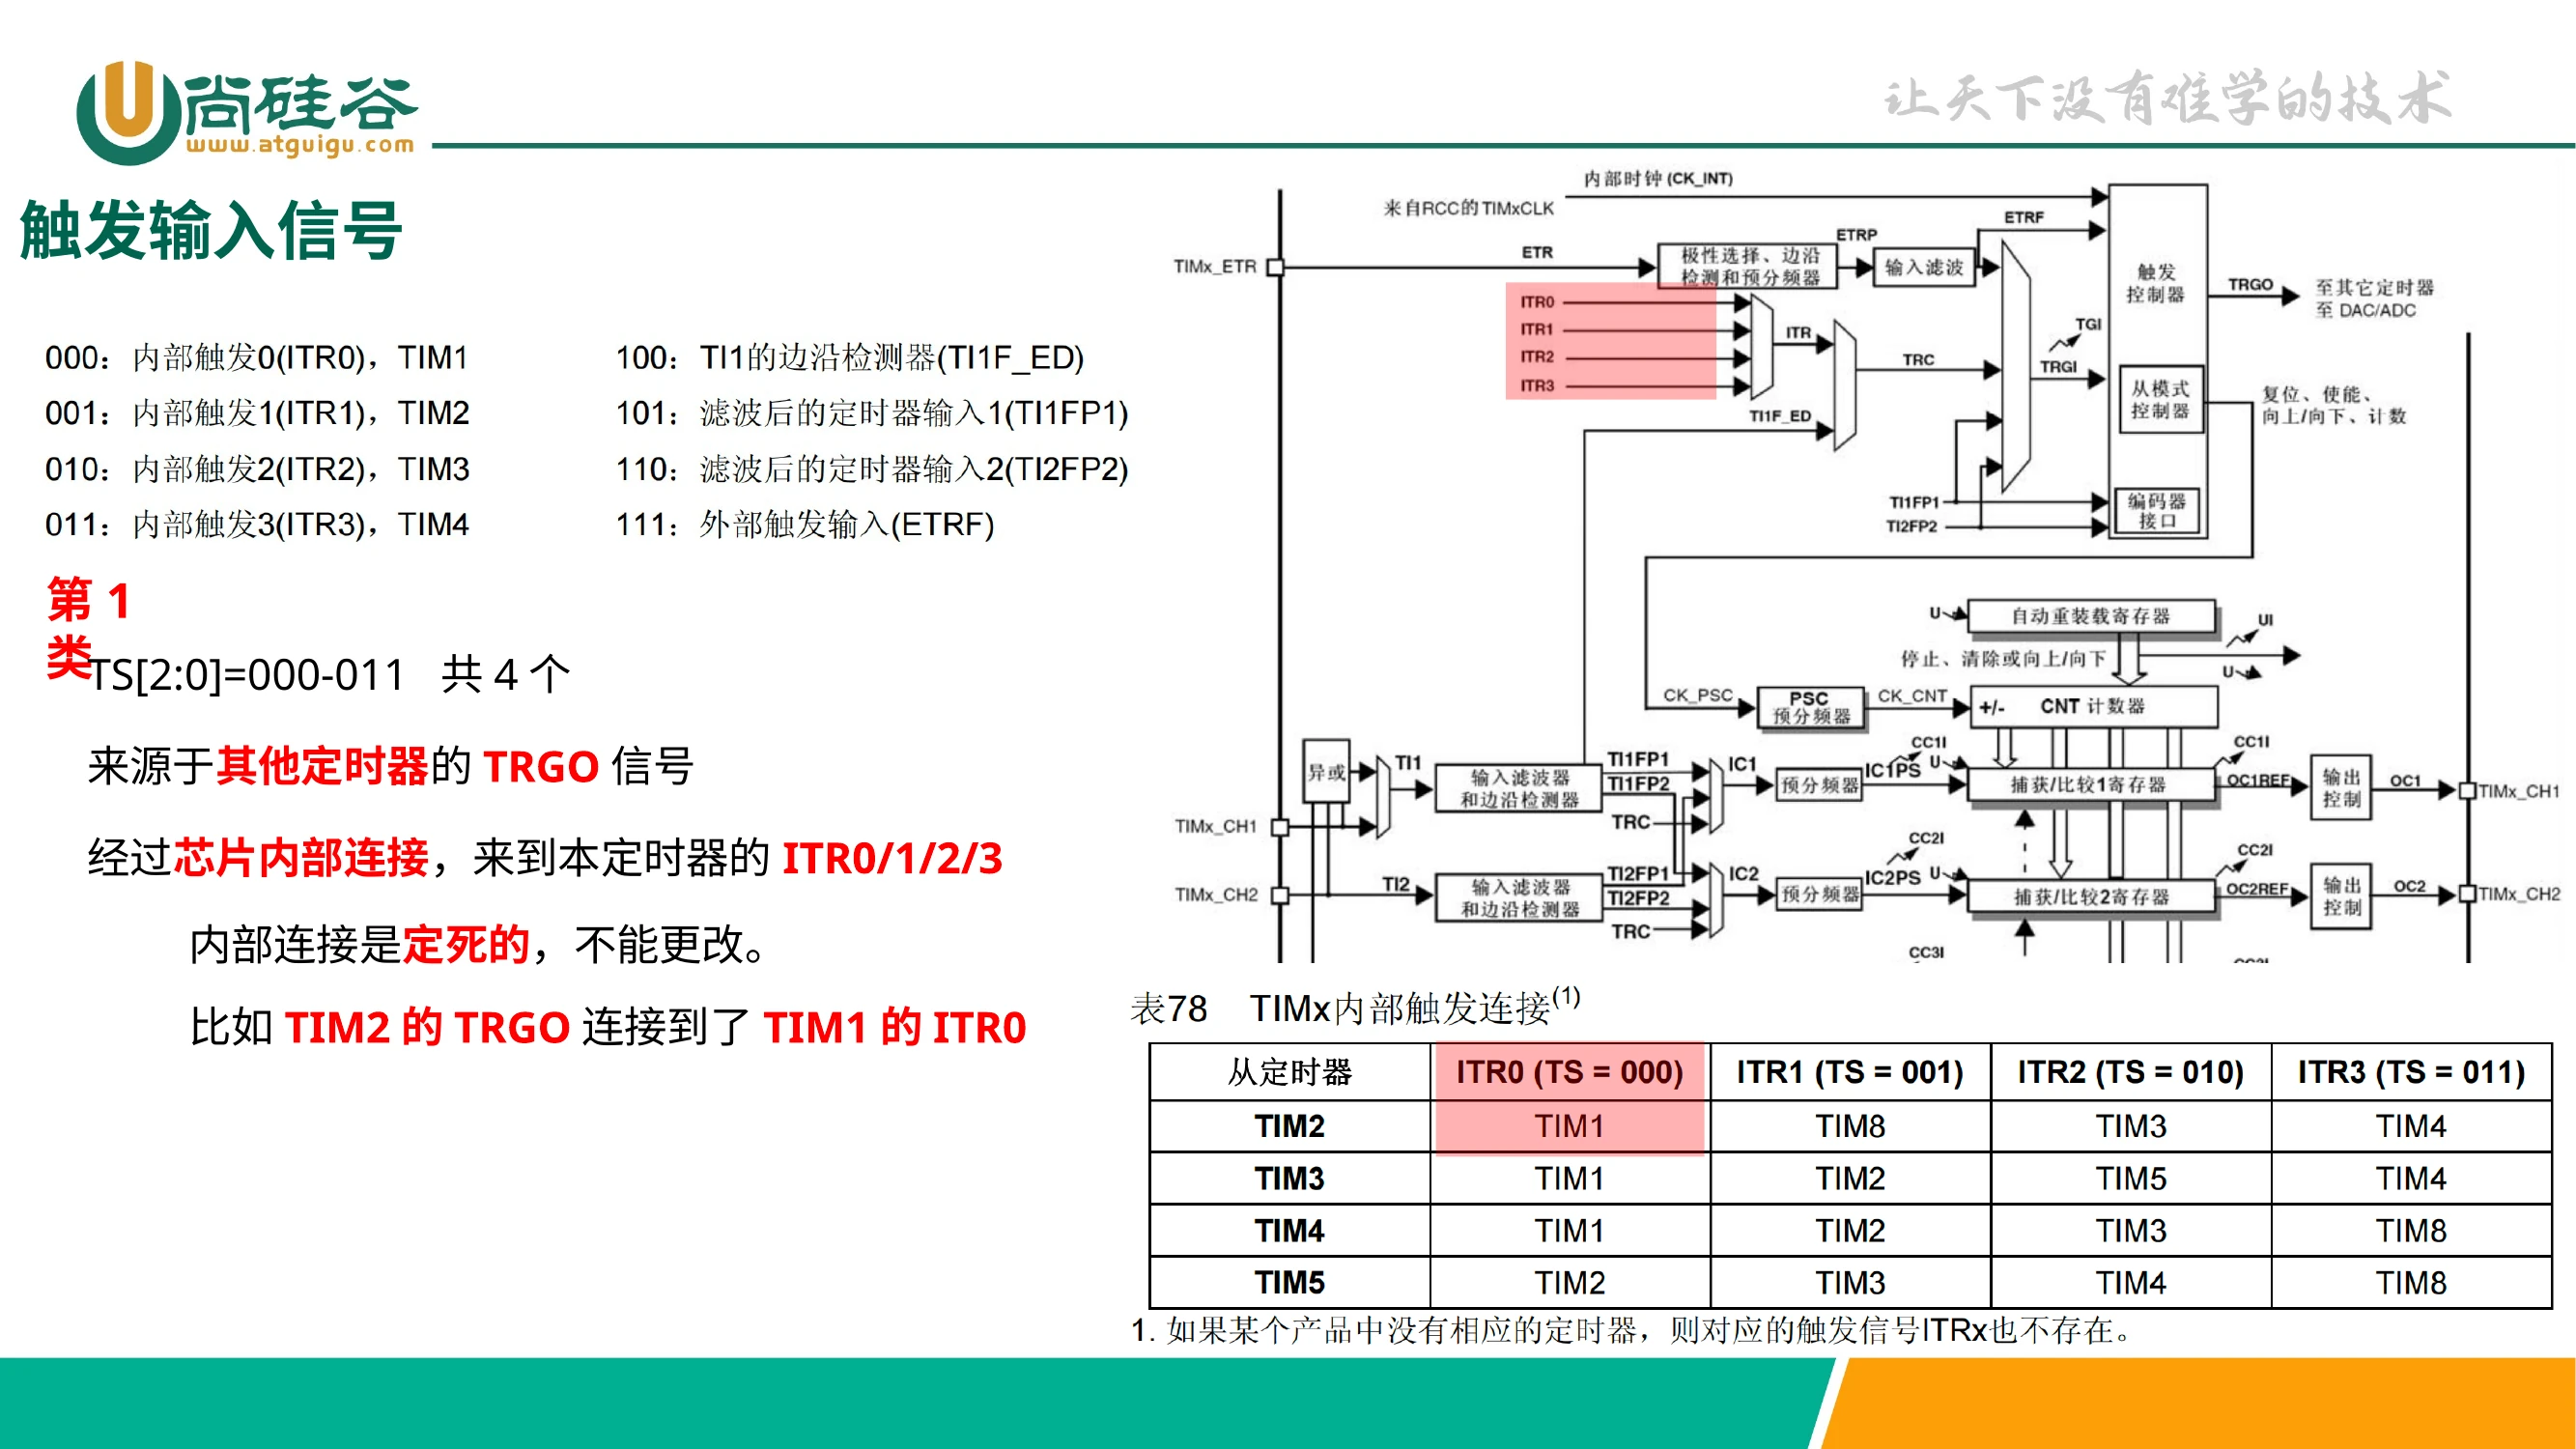 尚硅谷
www.atguigu.com
让天下没有难学的技术
触发输入信号
000：内部触发0(ITR0)，TIM1
001：内部触发1(ITR1)，TIM2
010：内部触发2(ITR2)，TIM3
011：内部触发3(ITR3)，TIM4
100：TI1的边沿检测器(TI1F_ED)
101：滤波后的定时器输入1(TI1FP1)
110：滤波后的定时器输入2(TI2FP2)
111：外部触发输入(ETRF)
第 1
类
TS[2:0]=000-011 共 4 个
来源于其他定时器的 TRGO 信号
经过芯片内部连接，来到本定时器的 ITR0/1/2/3
内部连接是定死的，不能更改。
比如 TIM2 的 TRGO 连接到了 TIM1 的 ITR0
内部时钟 (CK_INT)
来自RCC的TIMxCLK
ETRF
ETRP
ETR
TIMx_ETR
极性选择、边沿
检测和预分频器
输入滤波
触发
控制器
TRGO
至其它定时器
至 DAC/ADC
ITR0
ITR1
ITR2
ITR3
ITR
TGI
TRC
TRGI
TI1F_ED
从模式
控制器
复位、使能、
向上/向下、计数
TI1FP1
TI2FP2
编码器
接口
U
自动重装载寄存器
UI
停止、清除或向上/向下
U
CK_PSC
PSC
预分频器
CK_CNT
+/-
CNT 计数器
异或
TI1
输入滤波器
和边沿检测器
TI1FP1
TI1FP2
TRC
IC1
预分频器
IC1PS
CC1I
U
捕获/比较1寄存器
CC1I
OC1REF
输出
控制
OC1
TIMx_CH1
TIMx_CH1
TIMx_CH2
TI2
输入滤波器
和边沿检测器
TI2FP1
TI2FP2
TRC
IC2
预分频器
IC2PS
CC2I
U
捕获/比较2寄存器
CC2I
OC2REF
输出
控制
OC2
TIMx_CH2
CC3I
表78 TIMx内部触发连接(1)
从定时器 ITR0 (TS = 000) ITR1 (TS = 001) ITR2 (TS = 010) ITR3 (TS = 011)
TIM2 TIM1 TIM8 TIM3 TIM4
TIM3 TIM1 TIM2 TIM5 TIM4
TIM4 TIM1 TIM2 TIM3 TIM8
TIM5 TIM2 TIM3 TIM4 TIM8
1. 如果某个产品中没有相应的定时器，则对应的触发信号ITRx也不存在。